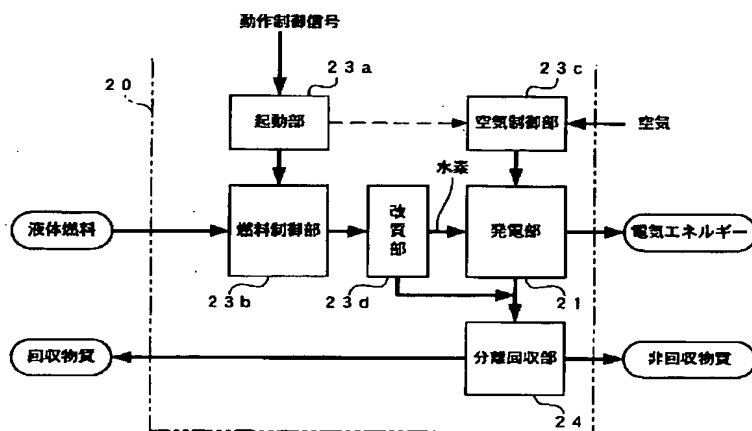 動作制御信号
23a
23c
20
起動部
空気制御部
空気
水素
液体燃料
燃料制御部
改質部
発電部
電気エネルギー
23b
23d
21
回収物質
分離回収部
非回収物質
24